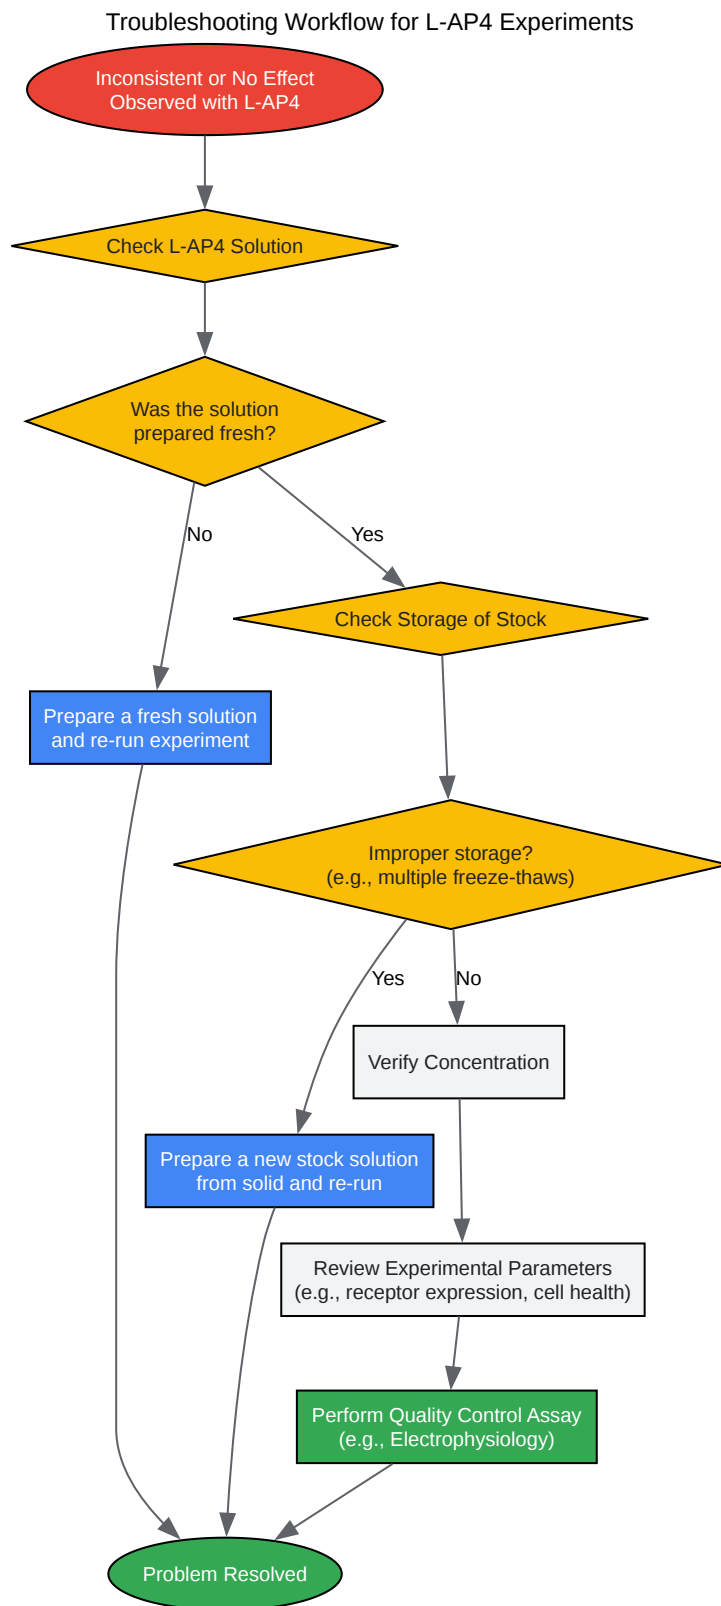 Troubleshooting Workflow for L-AP4 Experiments
Inconsistent or No Effect
Observed with L-AP4
Check L-AP4 Solution
Was the solution
prepared fresh?
No
Yes
Check Storage of Stock
Prepare a fresh solution
and re-run experiment
Improper storage?
(e.g., multiple freeze-thaws)
Yes
No
Verify Concentration
Prepare a new stock solution
from solid and re-run
Review Experimental Parameters
(e.g., receptor expression, cell health)
Perform Quality Control Assay
(e.g., Electrophysiology)
Problem Resolved